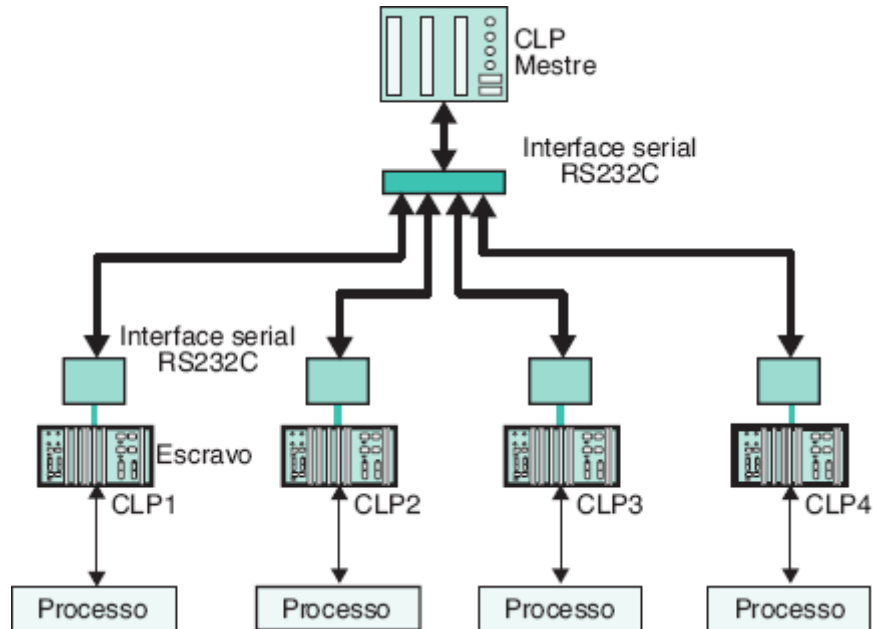 CLP
Mestre
Interface serial
RS232C
Interface serial
RS232C
Escravo
CLP1
CLP2
CLP3
CLP4
Processo
Processo
Processo
Processo